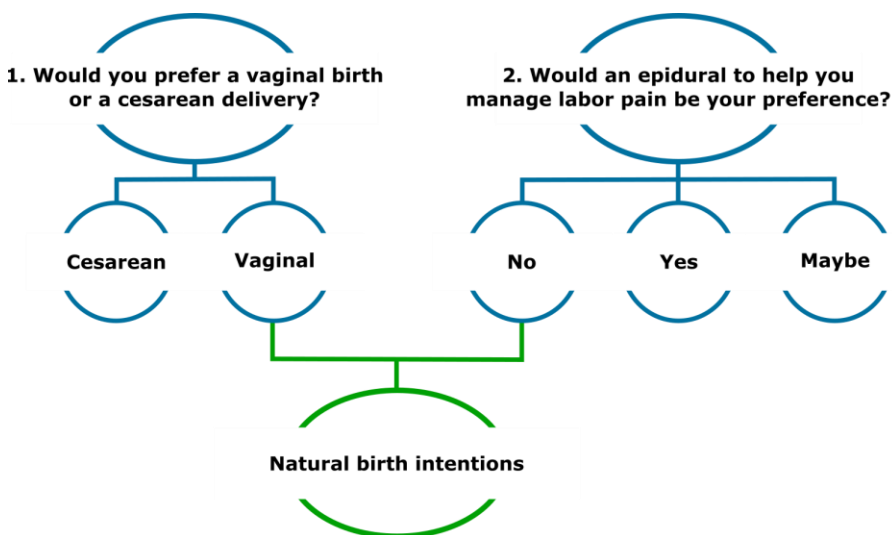 1. Would you prefer a vaginal birth
or a cesarean delivery?
2. Would an epidural to help you
manage labor pain be your preference?
Cesarean
Vaginal
No
Yes
Maybe
Natural birth intentions